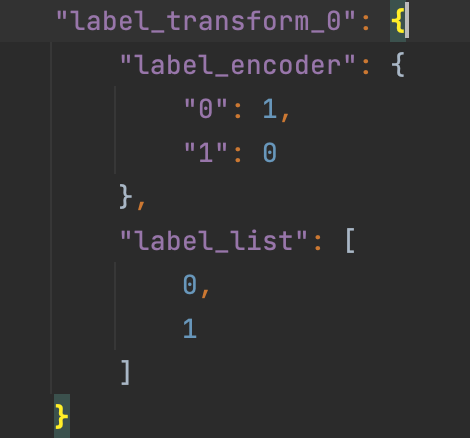 "label_transform_0": {
"label_encoder": {
"0": 1,
"1": 0
},
"label_list": [
0,
1
]
}